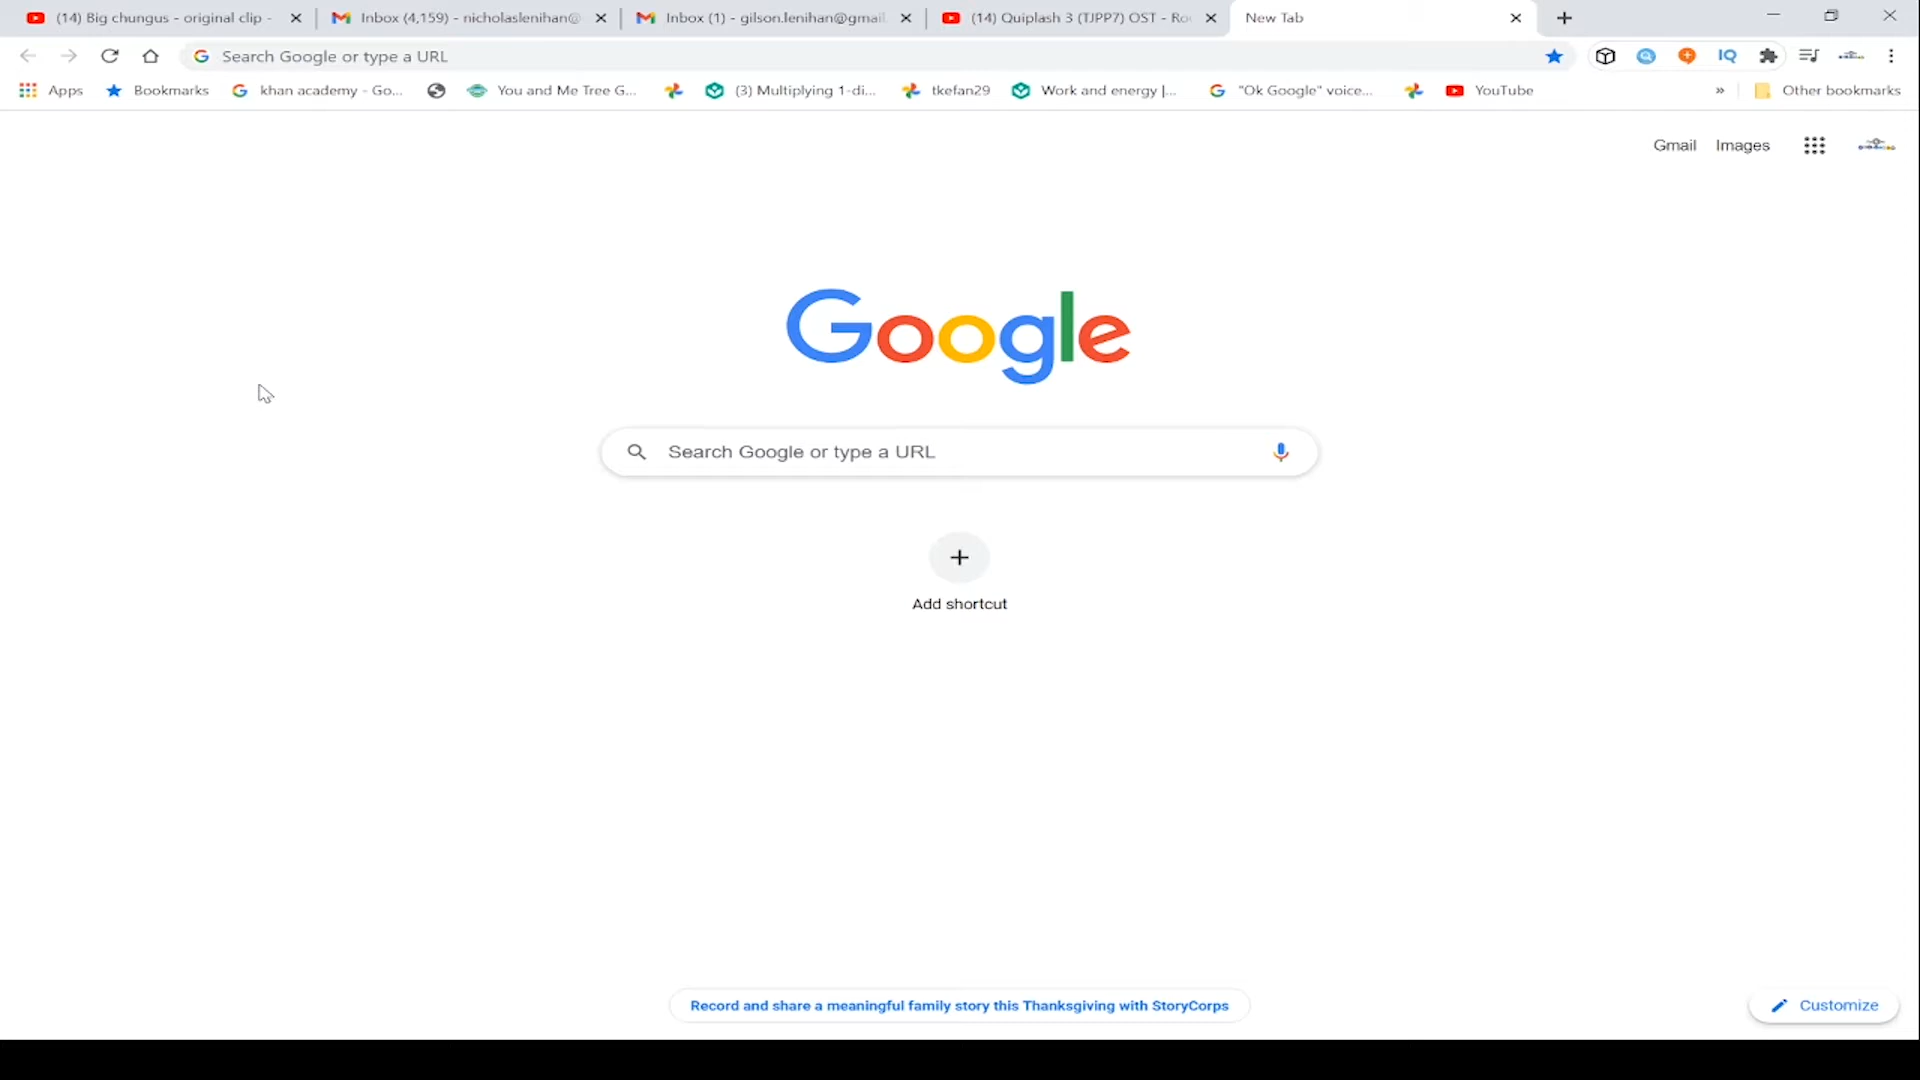 (14) Big chungus - original clip -
Inbox (4,159) - nicholaslenihan@
Inbox (1) - gilson.lenihan@gmail.
(14) Quiplash 3 (TJPP7) OST - Ro
New Tab
Search Google or type a URL
IQ
Apps
Bookmarks
khan academy - Go...
You and Me Tree G...
(3) Multiplying 1-di...
tkefan29
Work and energy |...
"Ok Google" voice...
YouTube
»
Other bookmarks
Gmail
Images
Google
Search Google or type a URL
Add shortcut
Record and share a meaningful family story this Thanksgiving with StoryCorps
Customize